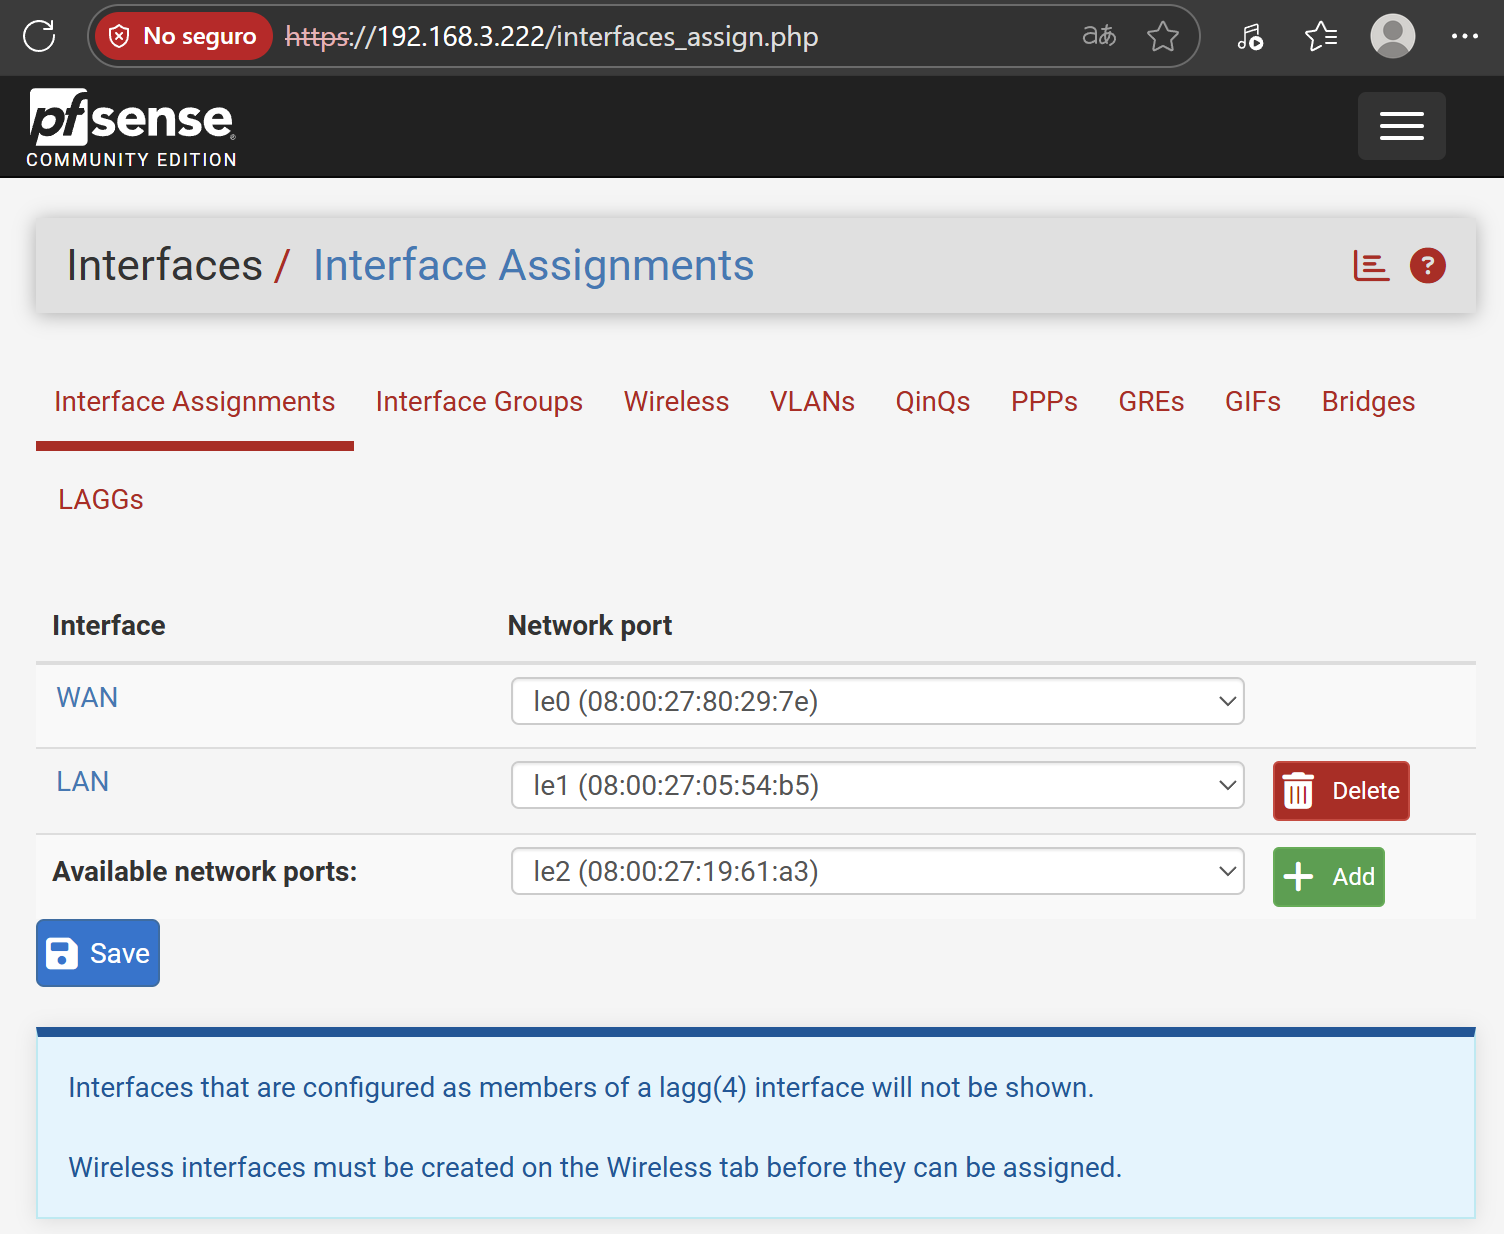 No seguro https://192.168.3.222/interfaces_assign.php aあ
pfsense
COMMUNITY EDITION
Interfaces / Interface Assignments ?
Interface Assignments Interface Groups Wireless VLANs QinQs PPPs GREs GIFs Bridges
LAGGs
Interface Network port
WAN le0 (08:00:27:80:29:7e)
LAN le1 (08:00:27:05:54:b5) Delete
Available network ports: le2 (08:00:27:19:61:a3) Add
Save
Interfaces that are configured as members of a lagg(4) interface will not be shown.
Wireless interfaces must be created on the Wireless tab before they can be assigned.